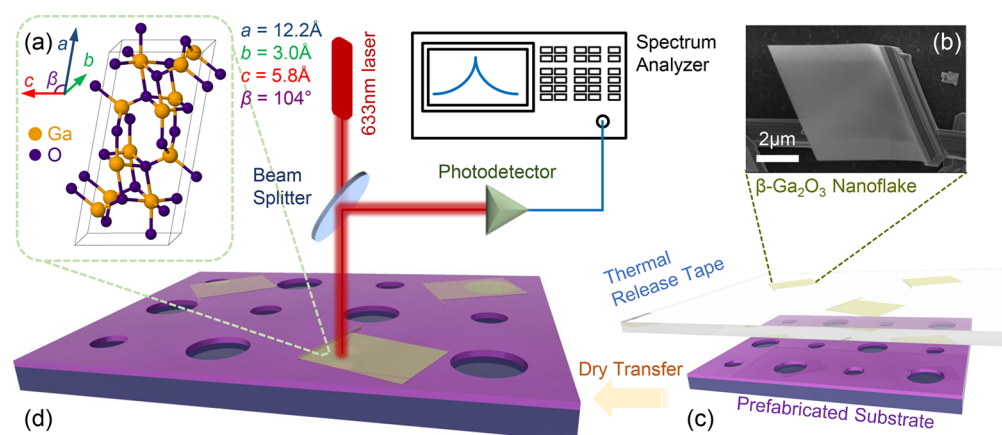 (a)
a
b
c
β
a = 12.2Å
b = 3.0Å
c = 5.8Å
β = 104°
Ga
O
633nm laser
Spectrum
Analyzer
Beam
Splitter
Photodetector
(b)
2μm
β-Ga₂O₃ Nanoflake
Thermal
Release Tape
Dry Transfer
(c)
Prefabricated Substrate
(d)